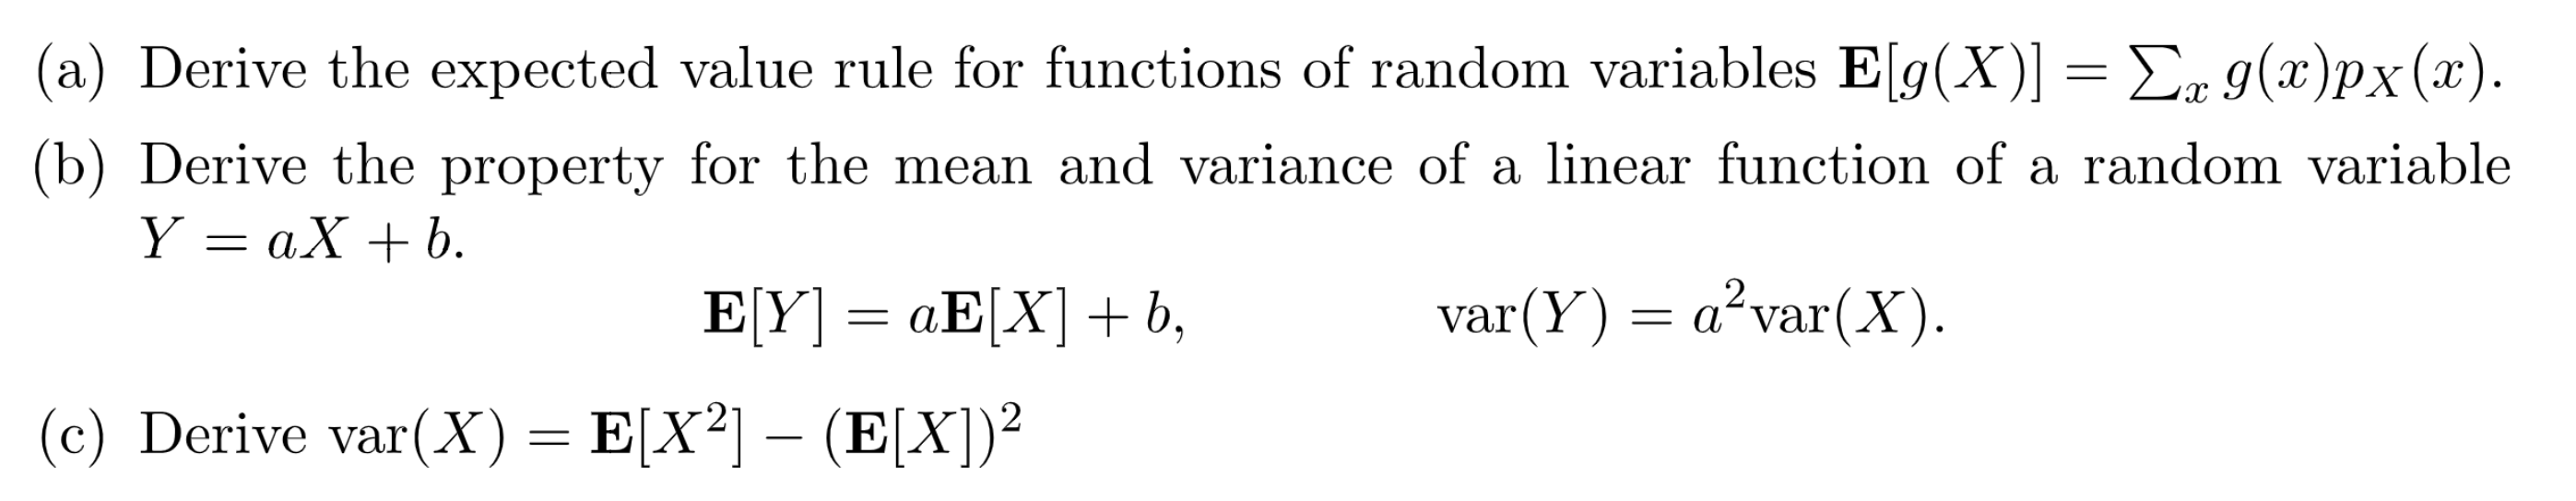 (a) Derive the expected value rule for functions of random variables E[g(X)] = ∑ₓ g(x)p_X(x).
(b) Derive the property for the mean and variance of a linear function of a random variable
Y = aX + b.
E[Y] = aE[X] + b, var(Y) = a²var(X).
(c) Derive var(X) = E[X²] − (E[X])²